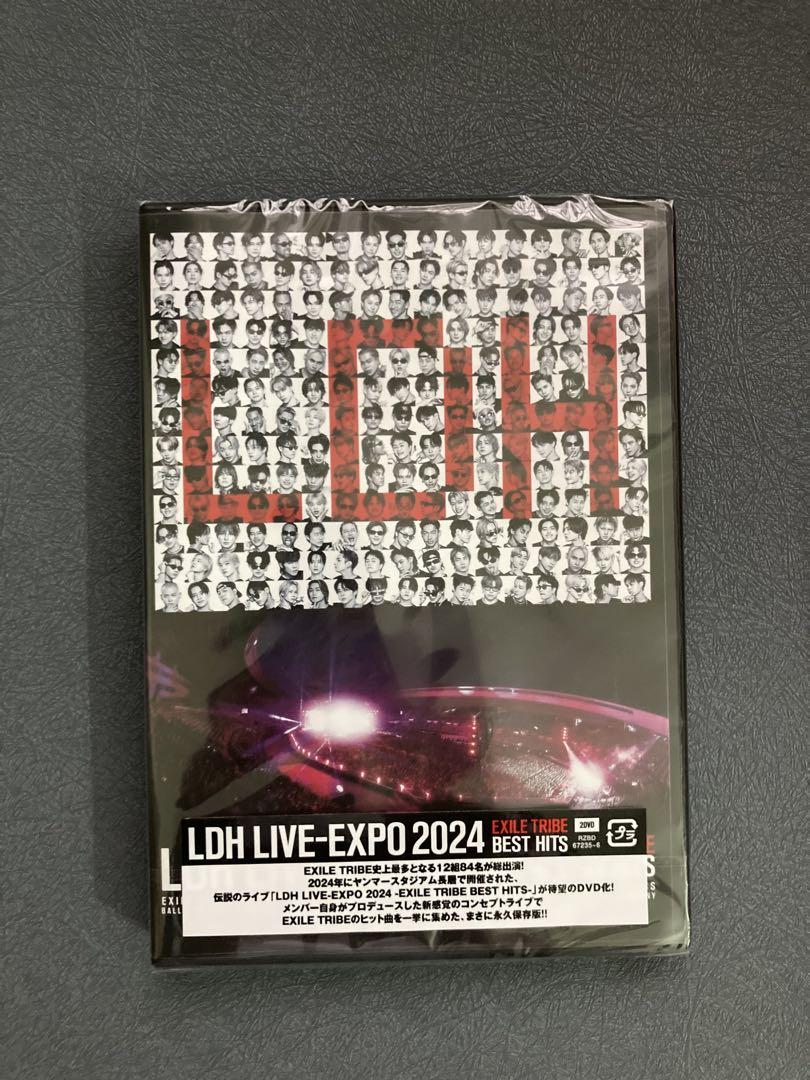 LDH
LDH LIVE-EXPO 2024 EXILE TRIBE BEST HITS
2DVD
RZBD
67235-6
プラ
EXILE TRIBE史上最多となる12組84名が総出演!
2024年にヤンマースタジアム長居で開催された、
伝説のライブ「LDH LIVE-EXPO 2024 -EXILE TRIBE BEST HITS-」が待望のDVD化!
メンバー自身がプロデュースした新感覚のコンセプトライブで
EXILE TRIBEのヒット曲を一挙に集めた、まさに永久保存版!!